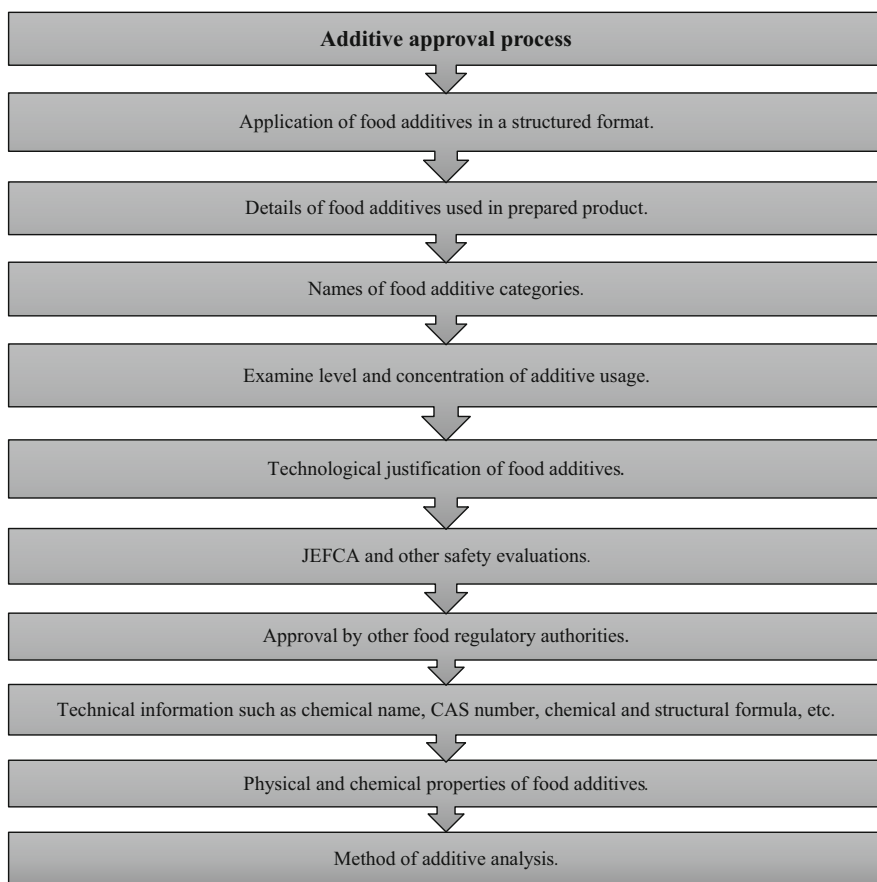 Additive approval process
Application of food additives in a structured format.
Details of food additives used in prepared product.
Names of food additive categories.
Examine level and concentration of additive usage.
Technological justification of food additives.
JEFCA and other safety evaluations.
Approval by other food regulatory authorities.
Technical information such as chemical name, CAS number, chemical and structural formula, etc.
Physical and chemical properties of food additives.
Method of additive analysis.